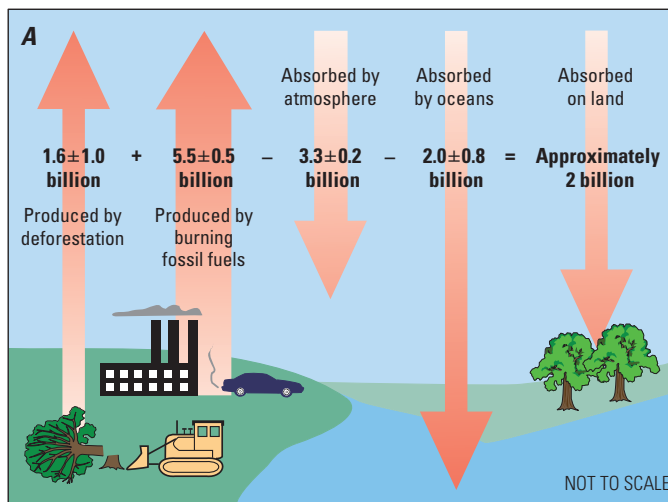 A
Absorbed by
atmosphere
Absorbed
by oceans
Absorbed
on land
1.6±1.0
billion
+
5.5±0.5
billion
–
3.3±0.2
billion
–
2.0±0.8
billion
=
Approximately
2 billion
Produced by
deforestation
Produced by
burning
fossil fuels
NOT TO SCALE